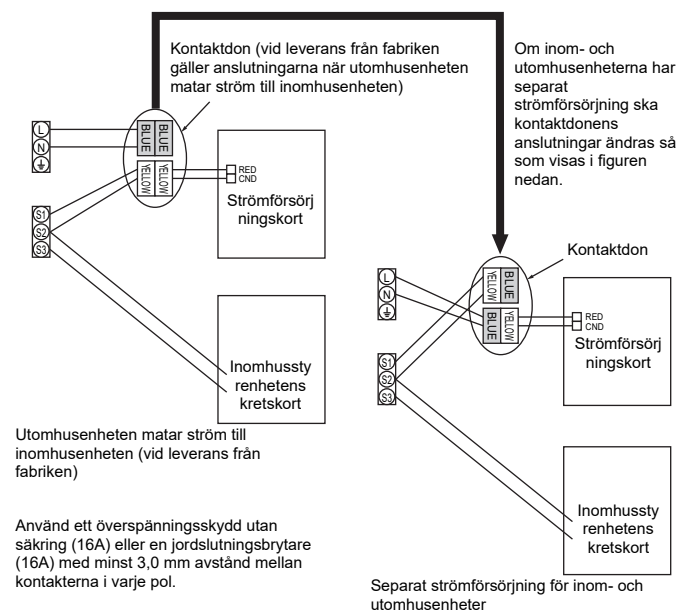 Kontaktdon (vid leverans från fabriken
gäller anslutningarna när utomhusenheten
matar ström till inomhusenheten)
L
N
BLUE
BLUE
YELLOW
YELLOW
RED
CND
Strömförsörj
ningskort
S1
S2
S3
Inomhussty
renhetens
kretskort
Utomhusenheten matar ström till
inomhusenheten (vid leverans från
fabriken)
Använd ett överspänningsskydd utan
säkring (16A) eller en jordslutningsbrytare
(16A) med minst 3,0 mm avstånd mellan
kontakterna i varje pol.
Om inom- och
utomhusenheterna har
separat
strömförsörjning ska
kontaktdonens
anslutningar ändras så
som visas i figuren
nedan.
Kontaktdon
L
N
YELLOW
BLUE
BLUE
YELLOW
RED
CND
Strömförsörj
ningskort
S1
S2
S3
Inomhussty
renhetens
kretskort
Separat strömförsörjning för inom- och
utomhusenheter